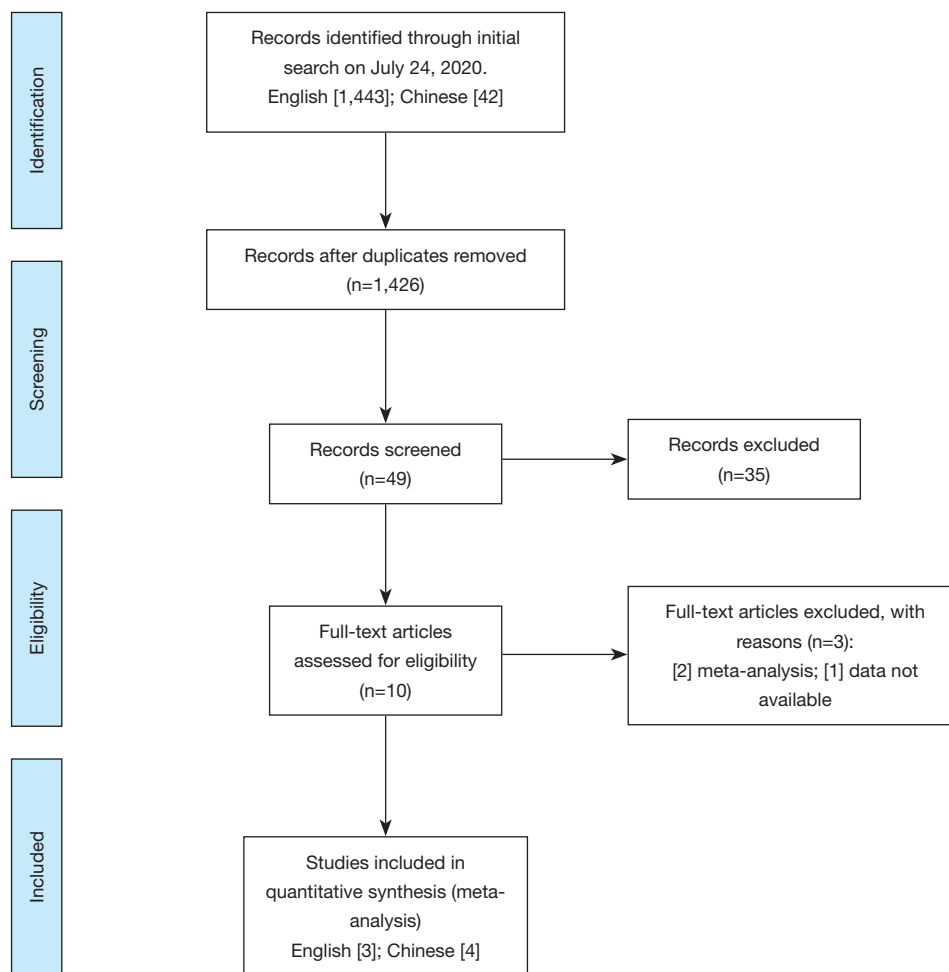 Identification
Records identified through initial
search on July 24, 2020.
English [1,443]; Chinese [42]
Records after duplicates removed
(n=1,426)
Screening
Records screened
(n=49)
Records excluded
(n=35)
Eligibility
Full-text articles
assessed for eligibility
(n=10)
Full-text articles excluded, with
reasons (n=3):
[2] meta-analysis; [1] data not
available
Included
Studies included in
quantitative synthesis (meta-
analysis)
English [3]; Chinese [4]